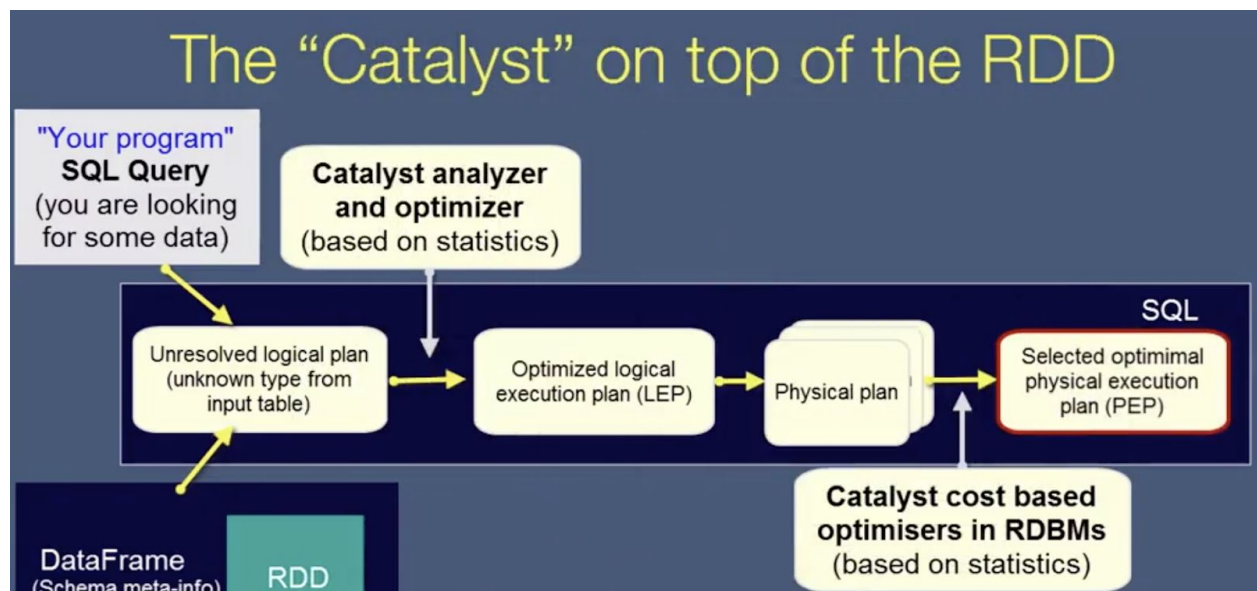 The "Catalyst" on top of the RDD
"Your program"
SQL Query
(you are looking
for some data)
Catalyst analyzer
and optimizer
(based on statistics)
SQL
Unresolved logical plan
(unknown type from
input table)
Optimized logical
execution plan (LEP)
Physical plan
Selected optimimal
physical execution
plan (PEP)
Catalyst cost based
optimisers in RDBMs
(based on statistics)
DataFrame
(Schema meta-info)
RDD